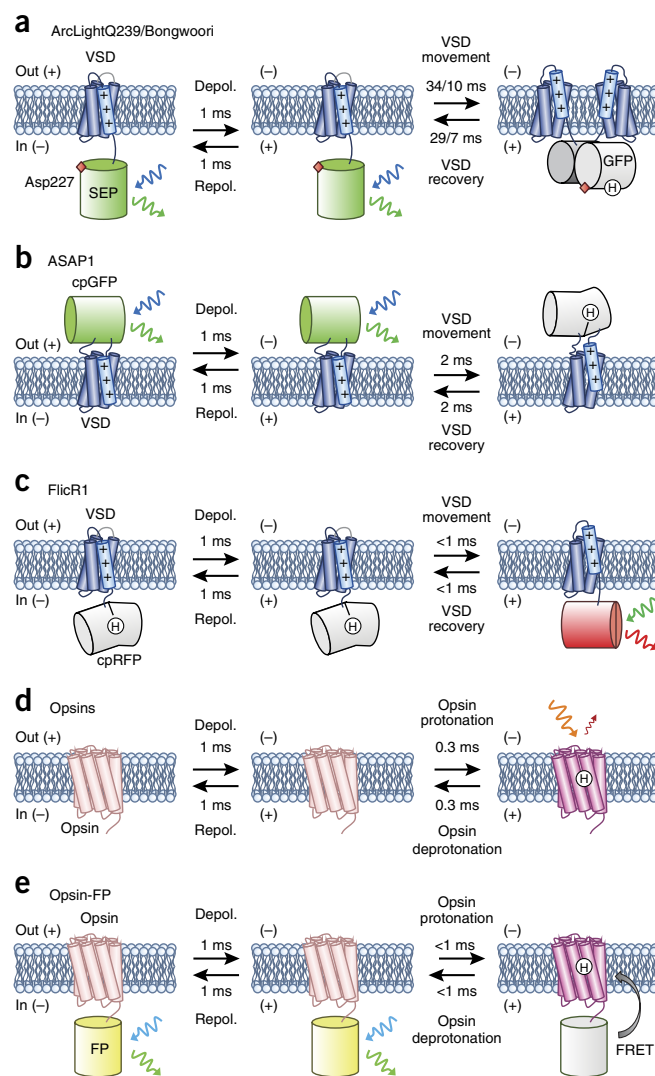 a
ArcLightQ239/Bongwoori
VSD
Out (+)
In (–)
Asp227
SEP
Depol.
1 ms
1 ms
Repol.
(–)
(+)
VSD
movement
34/10 ms
29/7 ms
VSD
recovery
(–)
(+)
GFP
H
+
+
+
+
+
+
+
+
+
+
+
+
b
ASAP1
cpGFP
Out (+)
In (–)
VSD
Depol.
1 ms
1 ms
Repol.
(–)
(+)
VSD
movement
2 ms
2 ms
VSD
recovery
(–)
(+)
H
+
+
+
+
+
+
+
+
+
c
FlicR1
VSD
Out (+)
In (–)
H
cpRFP
Depol.
1 ms
1 ms
Repol.
(–)
(+)
H
VSD
movement
<1 ms
<1 ms
VSD
recovery
(–)
(+)
+
+
+
+
+
+
+
+
+
d
Opsins
Out (+)
In (–)
Opsin
Depol.
1 ms
1 ms
Repol.
(–)
(+)
Opsin
protonation
0.3 ms
0.3 ms
Opsin
deprotonation
(–)
(+)
H
e
Opsin-FP
Opsin
Out (+)
In (–)
FP
Depol.
1 ms
1 ms
Repol.
(–)
(+)
Opsin
protonation
<1 ms
<1 ms
Opsin
deprotonation
(–)
(+)
H
FRET